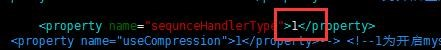 <property name="sequnceHandlerType">1</property>
<property name="useCompression">1</property>--> <!--1为开启mys